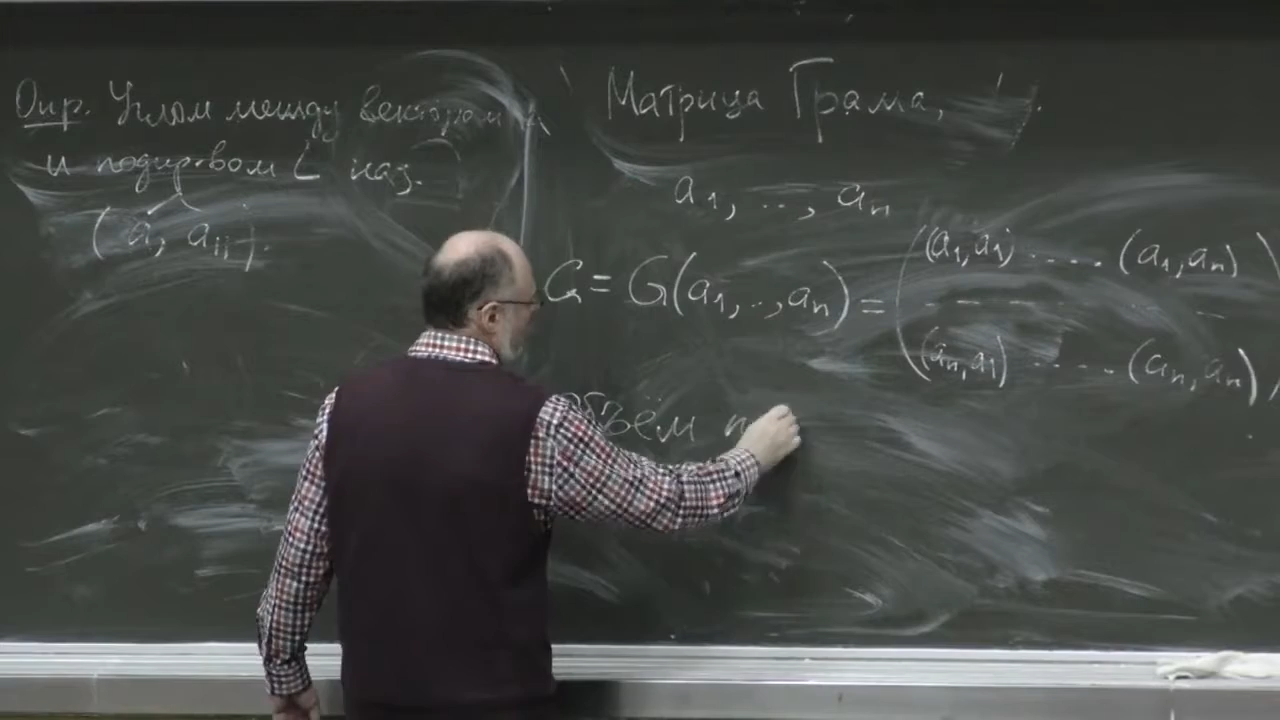 Опр. Углом между вектором a
и подпр-вом L наз.
(a, a₁₁).
Матрица Грама,
a₁, ..., aₙ
G = G(a₁, .., aₙ) = ( (a₁,a₁) .... (a₁,aₙ)
- - - - - - -
(aₙ,a₁) ..... (aₙ,aₙ) )
объём п